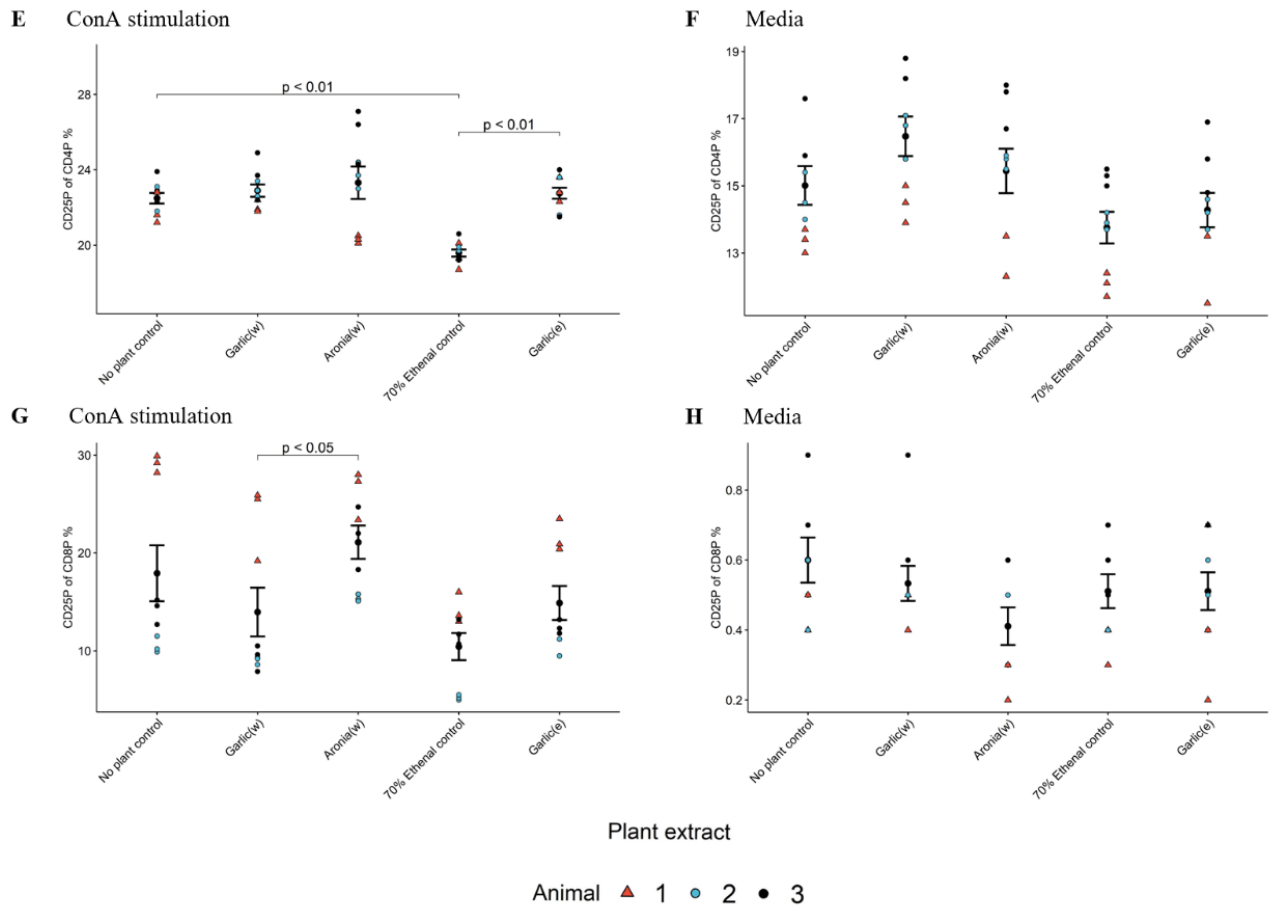 E ConA stimulation
CD25P of CD4P %
28
24
20
p < 0.01
p < 0.01
No plant control
Garlic(w)
Aronia(w)
70% Ethenal control
Garlic(e)
F Media
CD25P of CD4P %
19
17
15
13
No plant control
Garlic(w)
Aronia(w)
70% Ethenal control
Garlic(e)
G ConA stimulation
CD25P of CD8P %
30
20
10
p < 0.05
No plant control
Garlic(w)
Aronia(w)
70% Ethenal control
Garlic(e)
H Media
CD25P of CD8P %
0.8
0.6
0.4
0.2
No plant control
Garlic(w)
Aronia(w)
70% Ethenal control
Garlic(e)
Plant extract
Animal 1 2 3